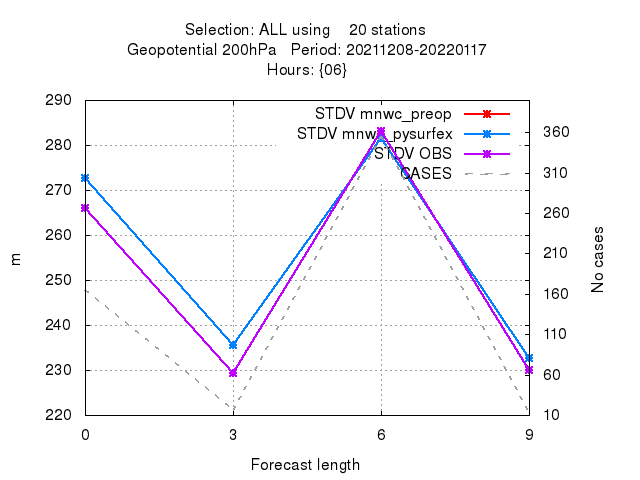 Selection: ALL using 20 stations
Geopotential 200hPa Period: 20211208-20220117
Hours: {06}
STDV mnwc_preop
STDV mnwc_pysurfex
STDV OBS
CASES
290
280
270
260
250
240
230
220
m
360
310
260
210
160
110
60
10
No cases
0 3 6 9
Forecast length